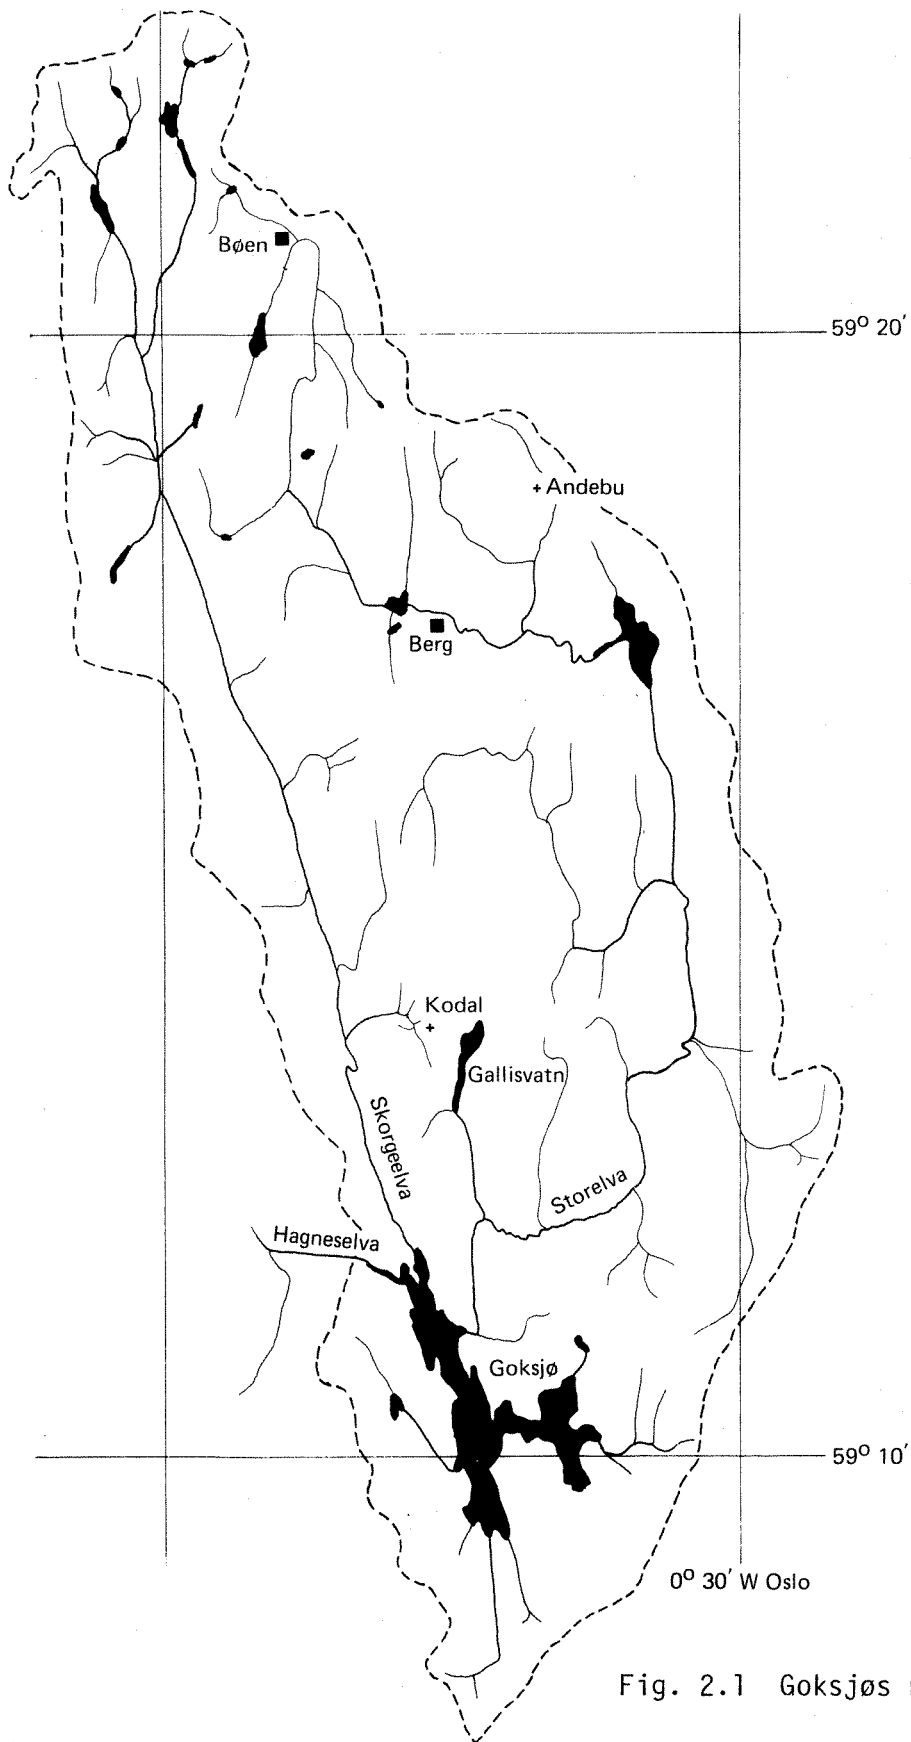 Bøen
59° 20'
Andebu
Berg
Kodal
Gallisvatn
Skorgeelva
Storelva
Hagneselva
Goksjø
59° 10'
0° 30' W Oslo
Fig. 2.1 Goksjøs